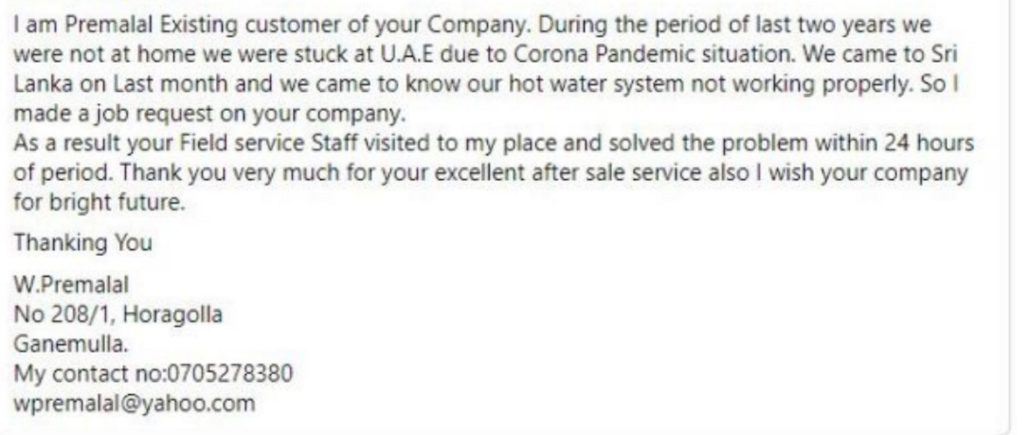 I am Premalal Existing customer of your Company. During the period of last two years we
were not at home we were stuck at U.A.E due to Corona Pandemic situation. We came to Sri
Lanka on Last month and we came to know our hot water system not working properly. So I
made a job request on your company.
As a result your Field service Staff visited to my place and solved the problem within 24 hours
of period. Thank you very much for your excellent after sale service also I wish your company
for bright future.
Thanking You
W.Premalal
No 208/1, Horagolla
Ganemulla.
My contact no:0705278380
wpremalal@yahoo.com